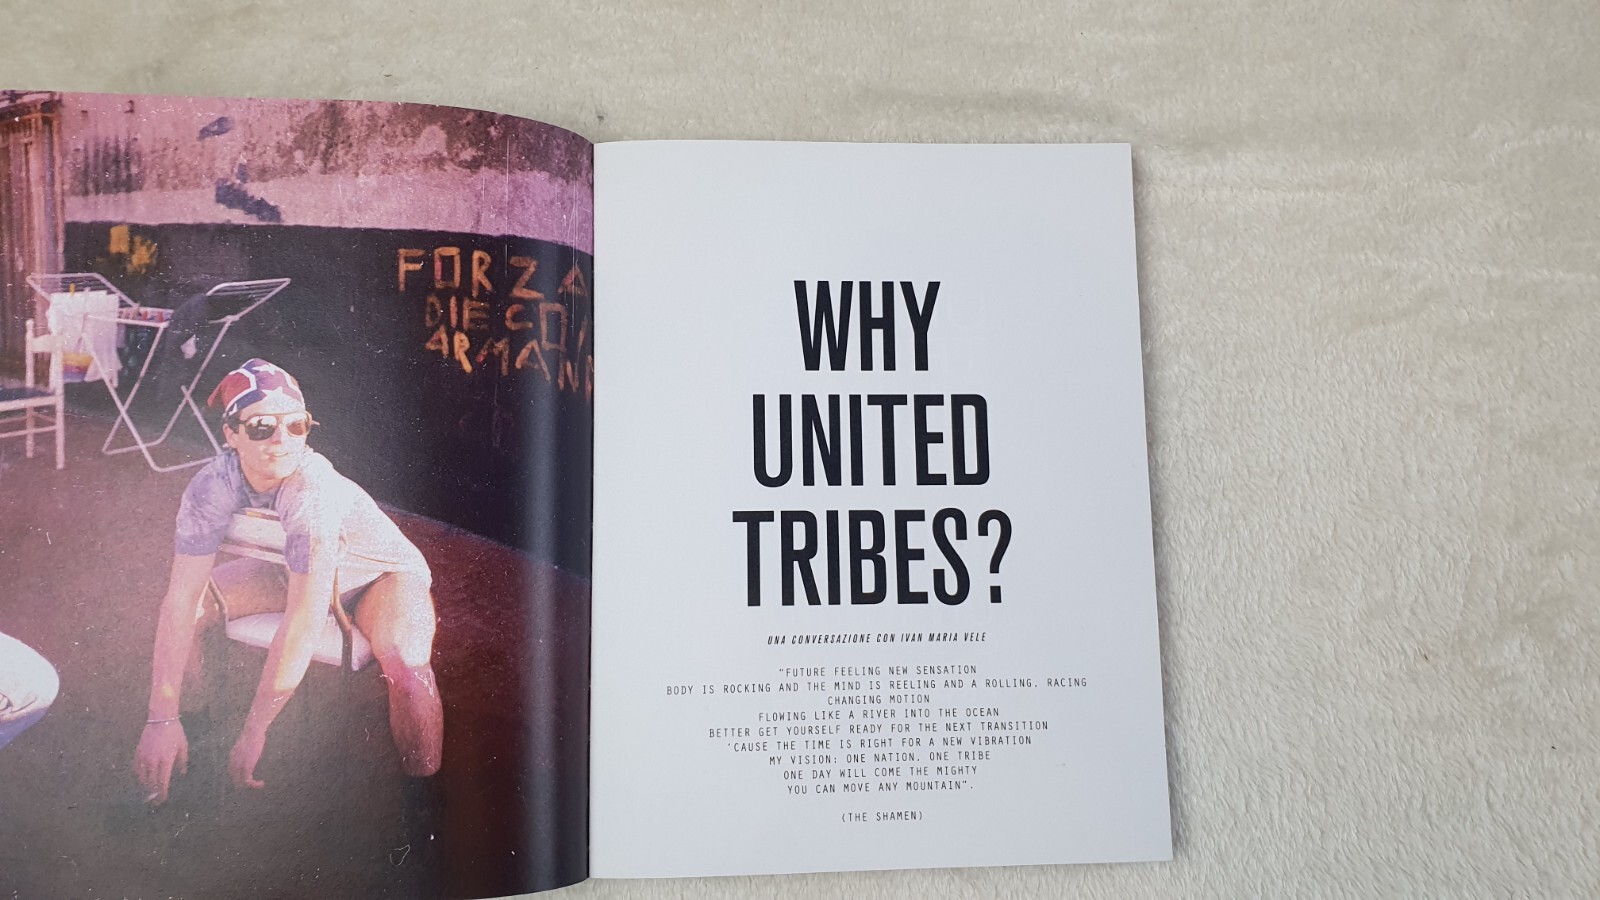 FORZA
DIEGO
ARMAN
WHY
UNITED
TRIBES?
UNA CONVERSAZIONE CON IVAN MARIA VELE
"FUTURE FEELING NEW SENSATION
BODY IS ROCKING AND THE MIND IS REELING AND A ROLLING, RACING
CHANGING MOTION
FLOWING LIKE A RIVER INTO THE OCEAN
BETTER GET YOURSELF READY FOR THE NEXT TRANSITION
'CAUSE THE TIME IS RIGHT FOR A NEW VIBRATION
MY VISION: ONE NATION, ONE TRIBE
ONE DAY WILL COME THE MIGHTY
YOU CAN MOVE ANY MOUNTAIN".
(THE SHAMEN)